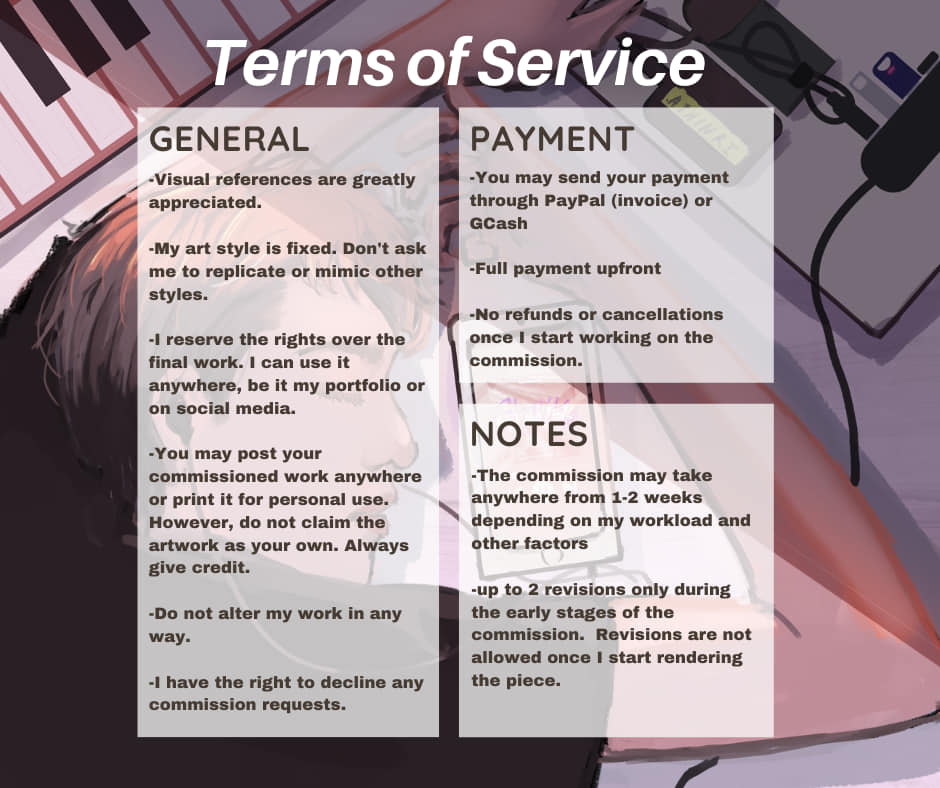 Terms of Service
GENERAL
-Visual references are greatly
appreciated.
-My art style is fixed. Don't ask
me to replicate or mimic other
styles.
-I reserve the rights over the
final work. I can use it
anywhere, be it my portfolio or
on social media.
-You may post your
commissioned work anywhere
or print it for personal use.
However, do not claim the
artwork as your own. Always
give credit.
-Do not alter my work in any
way.
-I have the right to decline any
commission requests.
PAYMENT
-You may send your payment
through PayPal (invoice) or
GCash
-Full payment upfront
-No refunds or cancellations
once I start working on the
commission.
NOTES
-The commission may take
anywhere from 1-2 weeks
depending on my workload and
other factors
-up to 2 revisions only during
the early stages of the
commission.  Revisions are not
allowed once I start rendering
the piece.